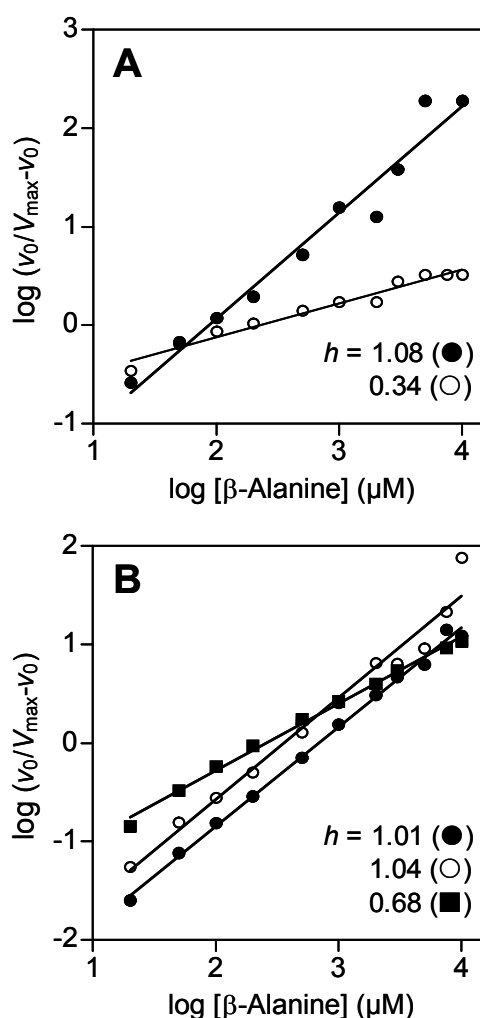 3
A
2
1
0
-1
log (v0/Vmax-v0)
h = 1.08 (●)
0.34 (○)
1 2 3 4
log [β-Alanine] (µM)
2
B
1
0
-1
-2
log (v0/Vmax-v0)
h = 1.01 (●)
1.04 (○)
0.68 (■)
1 2 3 4
log [β-Alanine] (µM)